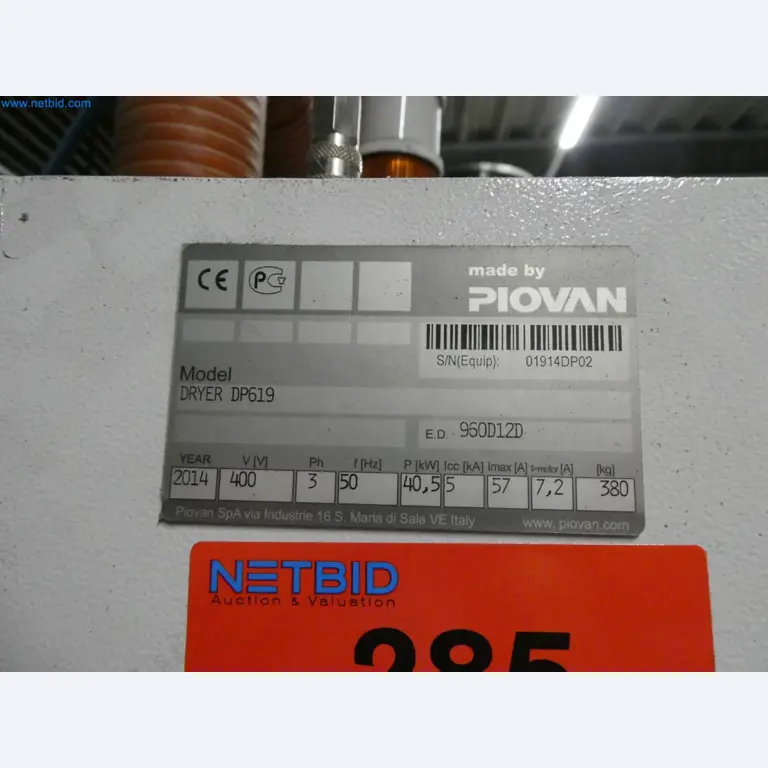 www.netbid.com
CE
made by
PIOVAN
S/N(Equip): 01914DP02
Model
DRYER DP619
E.D. 960D12D
YEAR V [V] Ph f [Hz] P [kW] Icc [kA] Imax [A] I>motor [A] [kg]
2014 400 3 50 40,5 5 57 7,2 380
Piovan SpA via Industrie 16 S. Maria di Sala VE Italy www.piovan.com
NETBID
Auction & Valuation
285